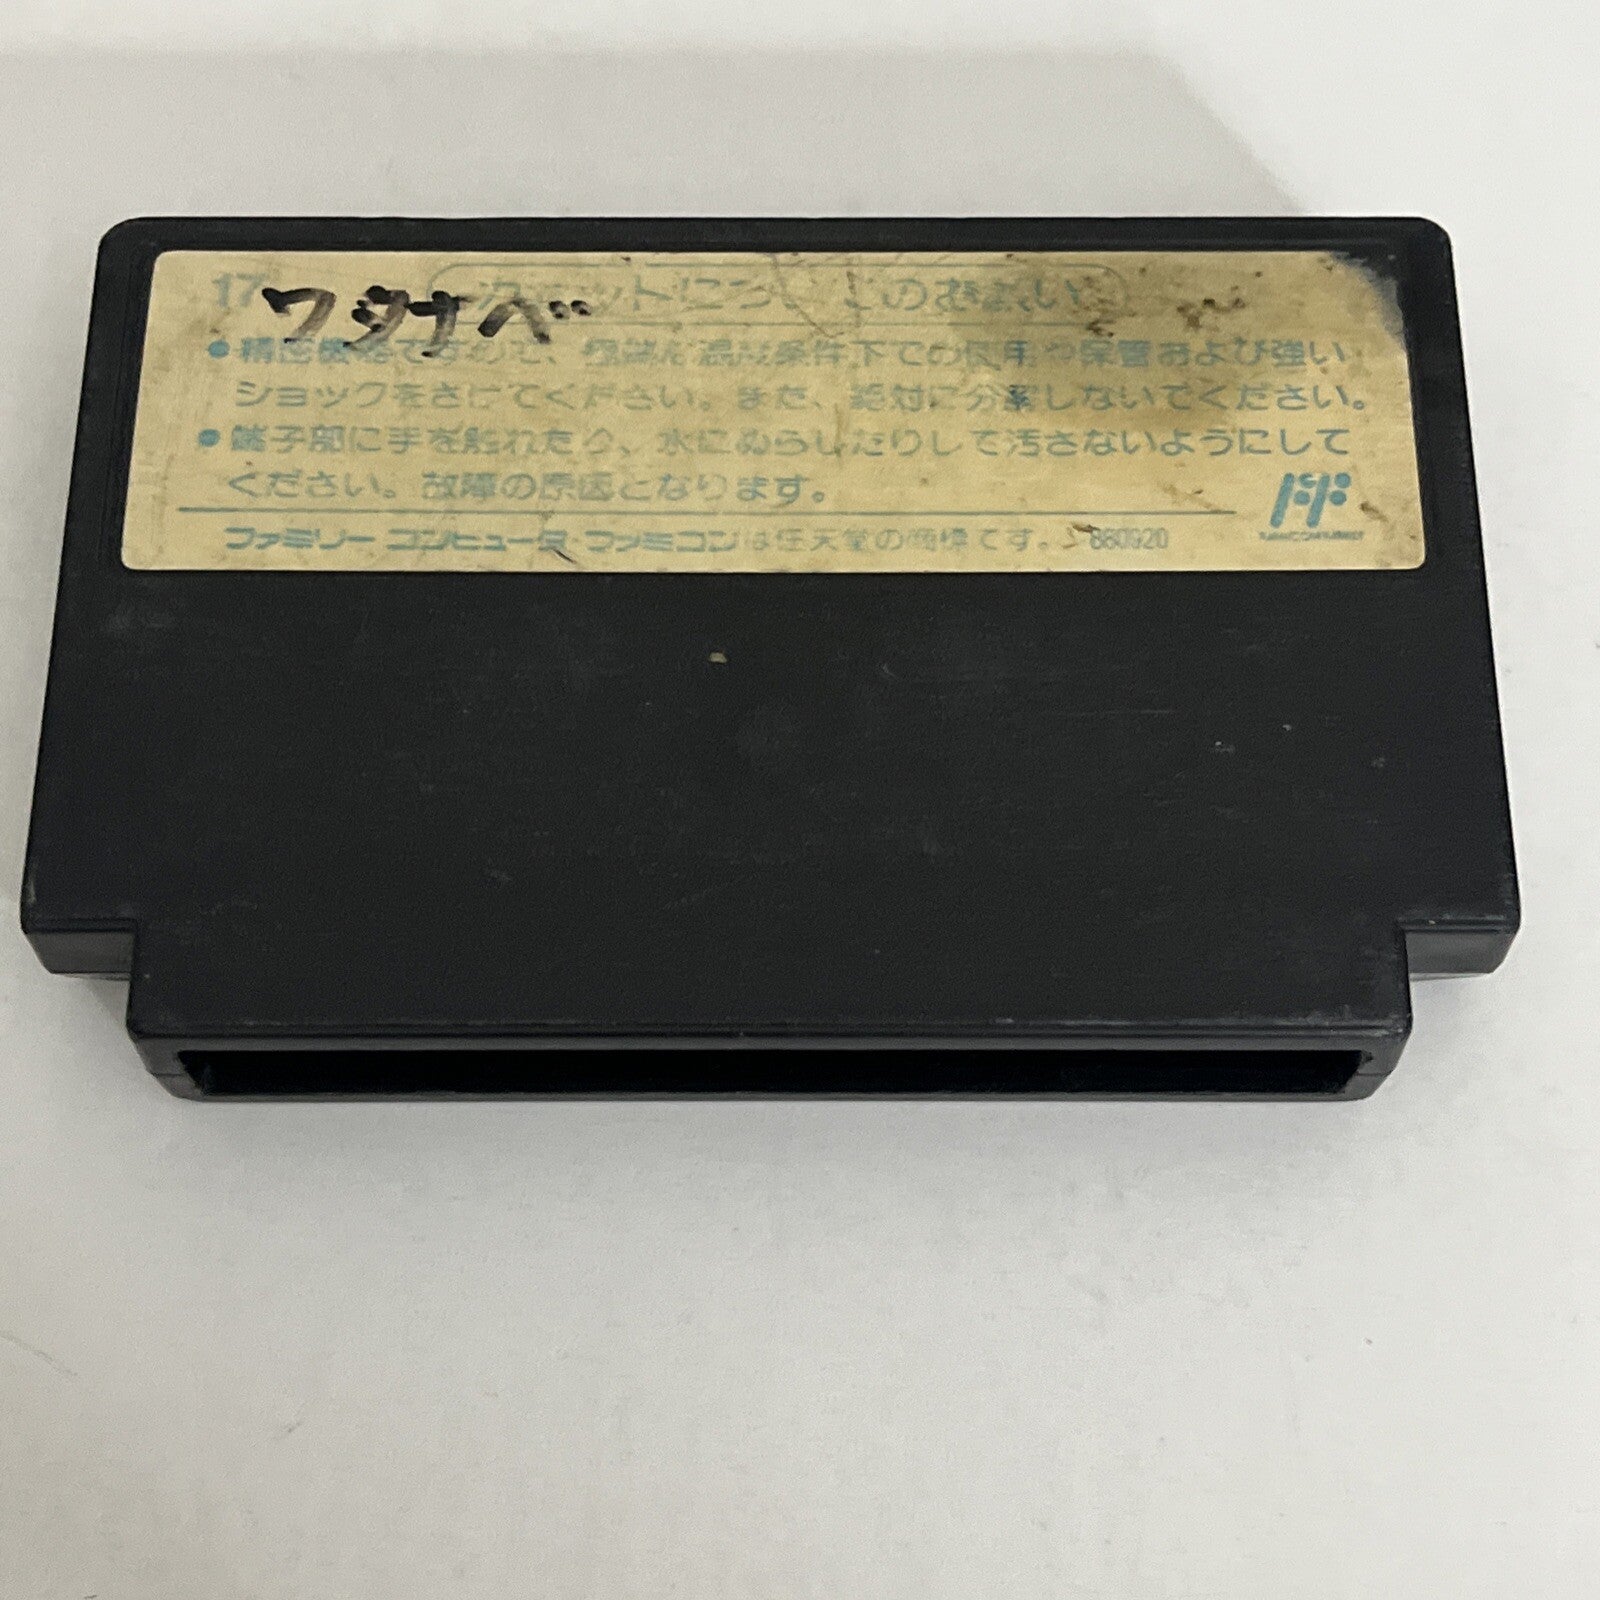 17 ワタナベ カセットについてのお願い
●精密機器ですので、極端な温度条件下での使用や保管および強い
ショックをさけてください。また、絶対に分解しないでください。
●端子部に手を触れたり、水にぬらしたりして汚さないようにして
ください。故障の原因となります。
ファミリー コンピュータ・ファミコンは任天堂の商標です。 880920